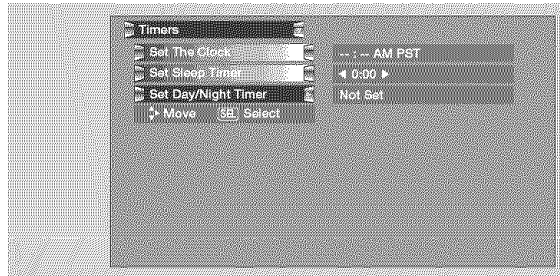 Timers
Set The Clock -- : -- AM PST
Set Sleep Timer ◀ 0:00 ▶
Set Day/Night Timer Not Set
Move SEL Select